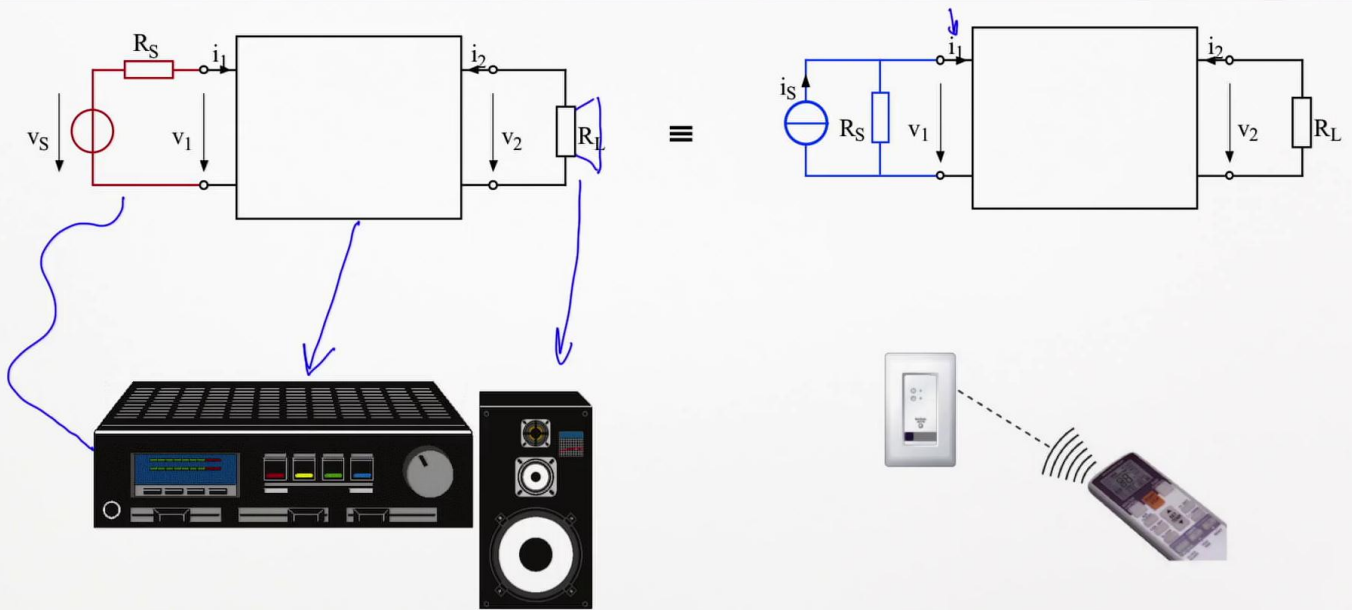 R_S i_1 i_2
v_S v_1 v_2 R_L
≡
i_1 i_2
i_S R_S v_1 v_2 R_L